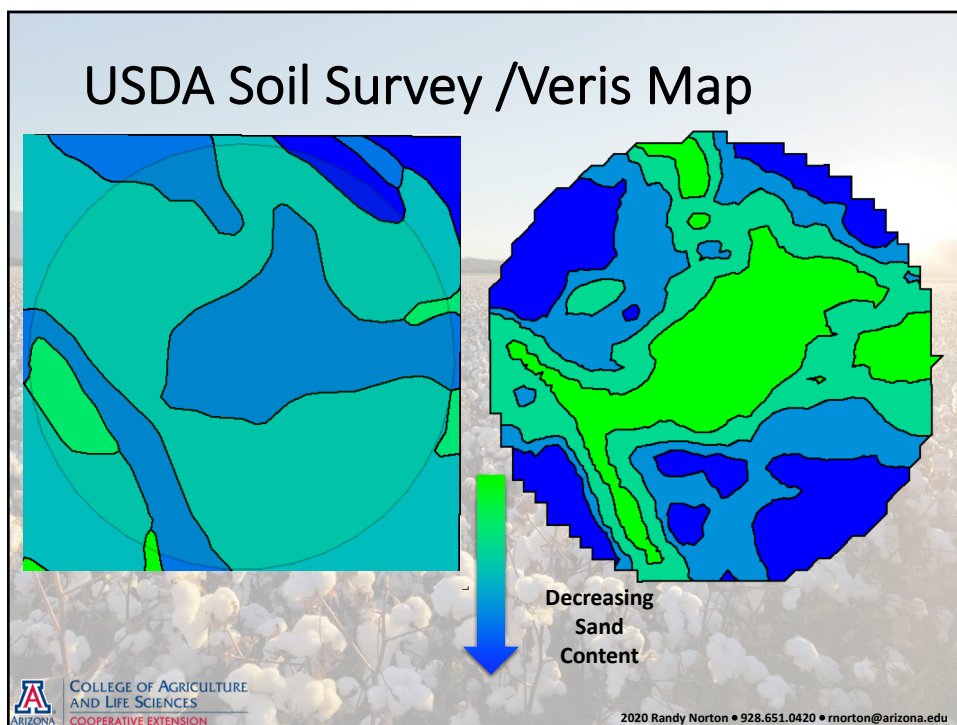 USDA Soil Survey /Veris Map
Decreasing
Sand
Content
A
ARIZONA
COLLEGE OF AGRICULTURE
AND LIFE SCIENCES
COOPERATIVE EXTENSION
2020 Randy Norton • 928.651.0420 • rnorton@arizona.edu